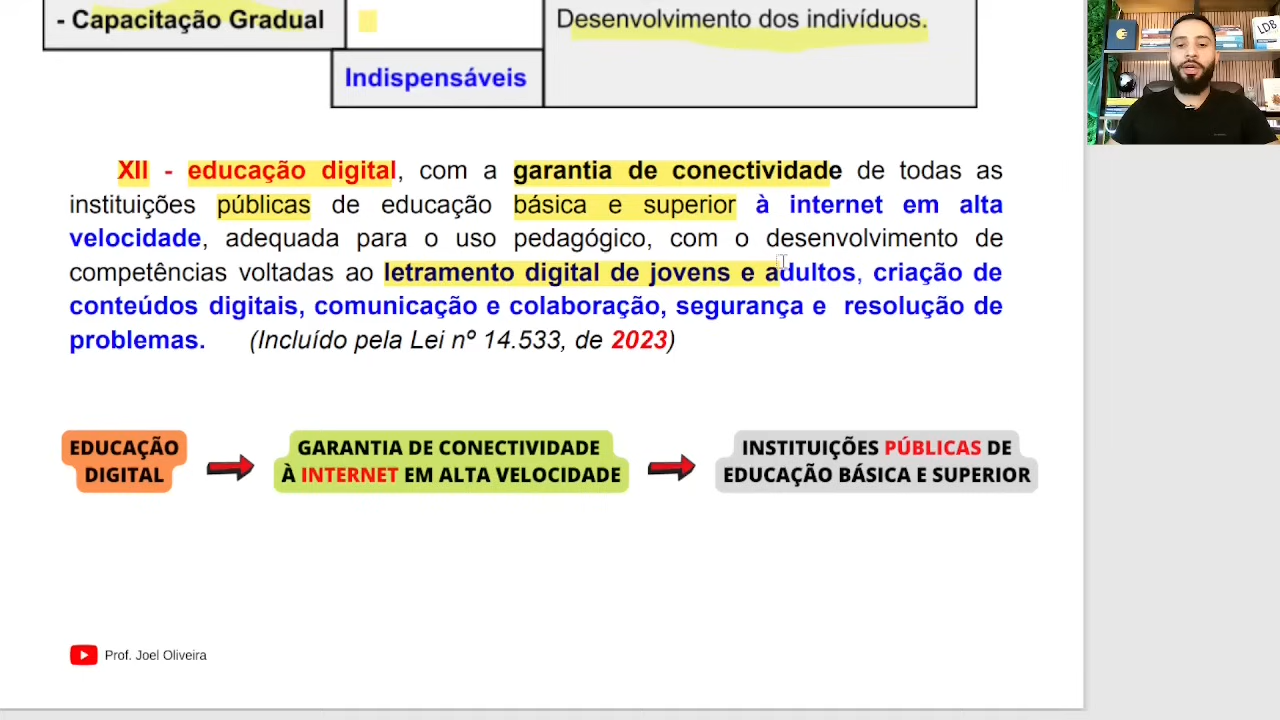 - Capacitação Gradual
Desenvolvimento dos indivíduos.
Indispensáveis
LDB
XII - educação digital, com a garantia de conectividade de todas as
instituições públicas de educação básica e superior à internet em alta
velocidade, adequada para o uso pedagógico, com o desenvolvimento de
competências voltadas ao letramento digital de jovens e adultos, criação de
conteúdos digitais, comunicação e colaboração, segurança e resolução de
problemas. (Incluído pela Lei nº 14.533, de 2023)
EDUCAÇÃO
DIGITAL
GARANTIA DE CONECTIVIDADE
À INTERNET EM ALTA VELOCIDADE
INSTITUIÇÕES PÚBLICAS DE
EDUCAÇÃO BÁSICA E SUPERIOR
Prof. Joel Oliveira